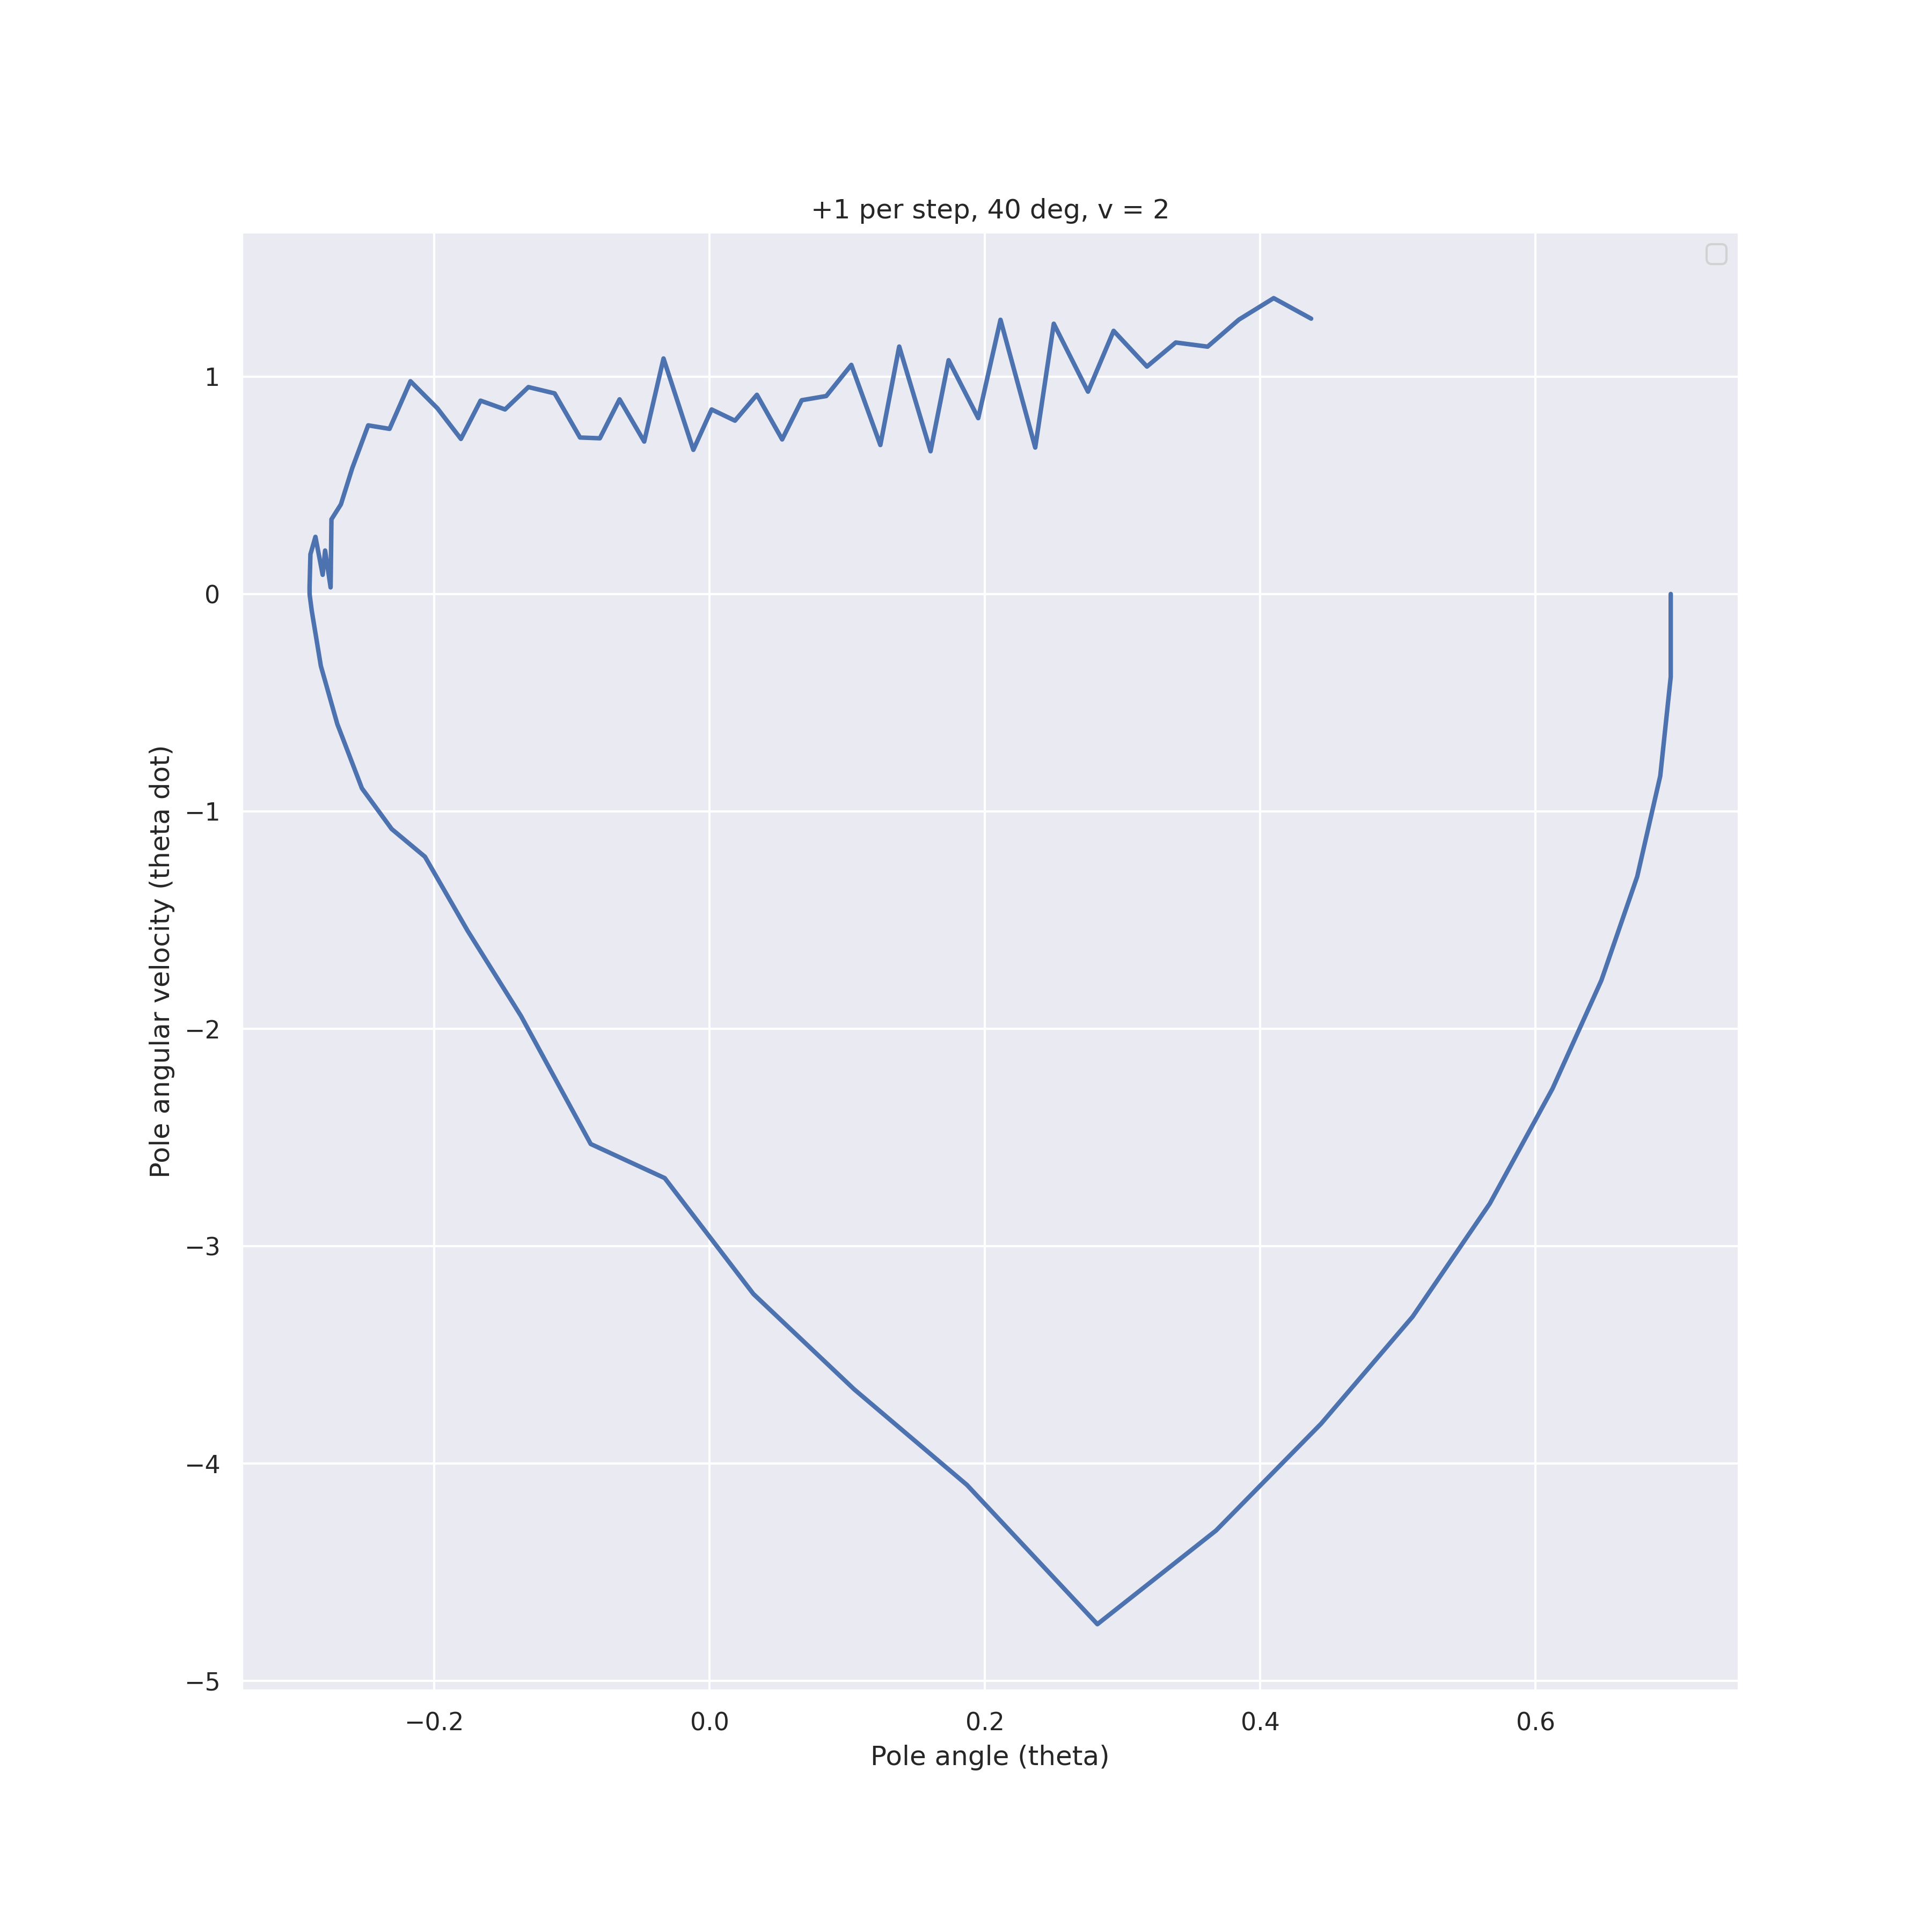 +1 per step, 40 deg, v = 2
Pole angular velocity (theta dot)
1
0
−1
−2
−3
−4
−5
−0.2 0.0 0.2 0.4 0.6
Pole angle (theta)